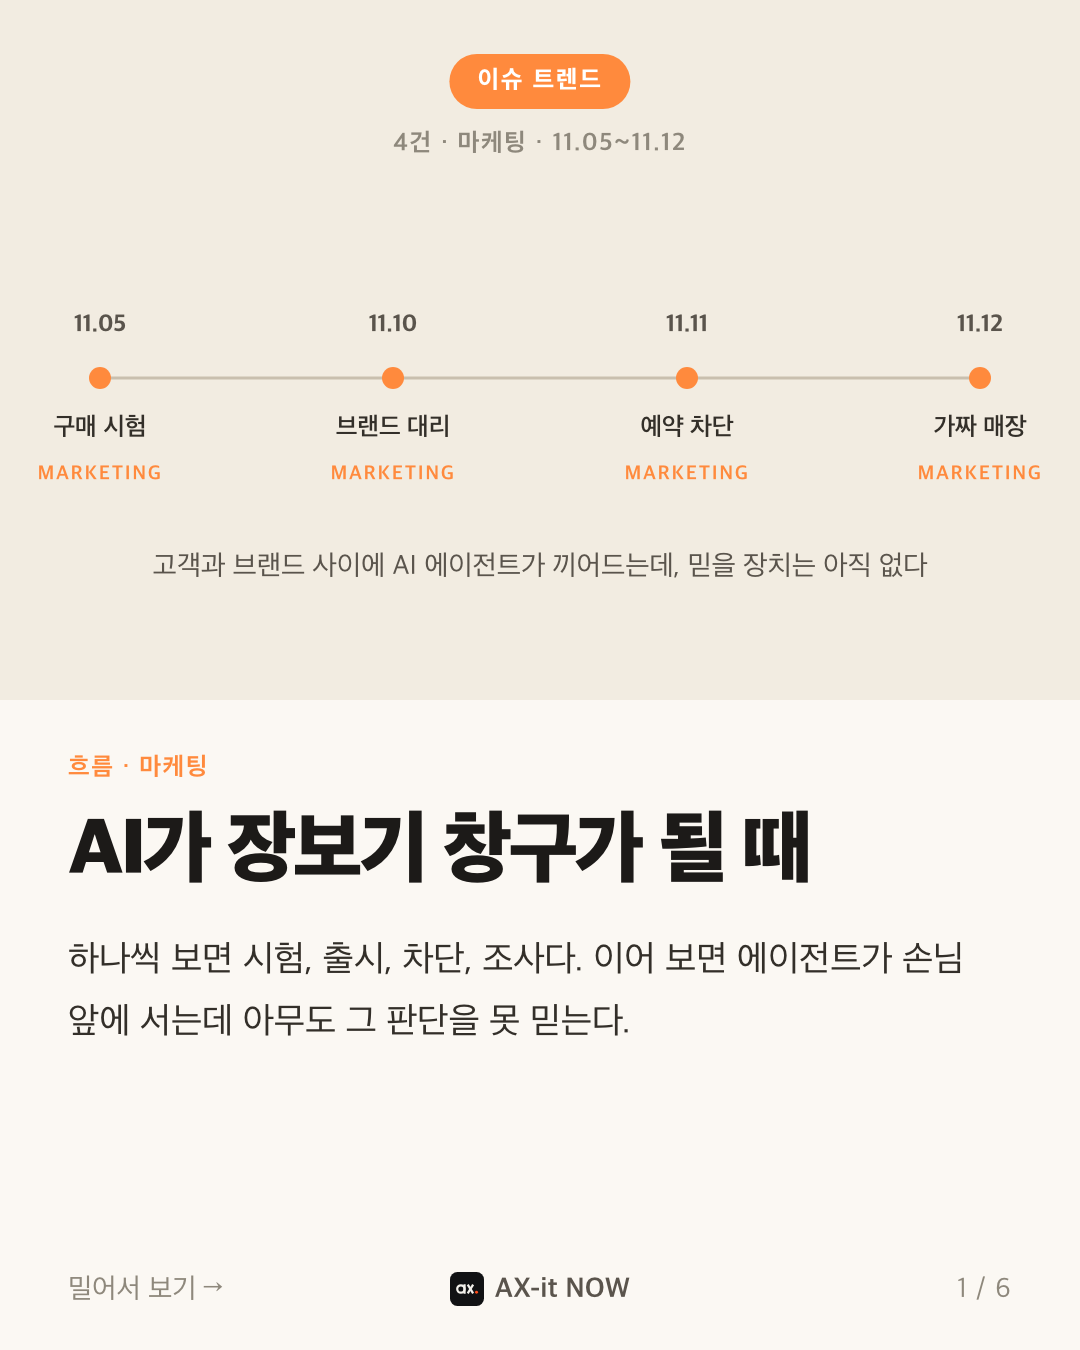 이슈 트렌드
4건 · 마케팅 · 11.05~11.12
11.05 11.10 11.11 11.12
구매 시험 브랜드 대리 예약 차단 가짜 매장
MARKETING MARKETING MARKETING MARKETING
고객과 브랜드 사이에 AI 에이전트가 끼어드는데, 믿을 장치는 아직 없다
흐름 · 마케팅
AI가 장보기 창구가 될 때
하나씩 보면 시험, 출시, 차단, 조사다. 이어 보면 에이전트가 손님
앞에 서는데 아무도 그 판단을 못 믿는다.
밀어서 보기 → ax. AX-it NOW 1 / 6